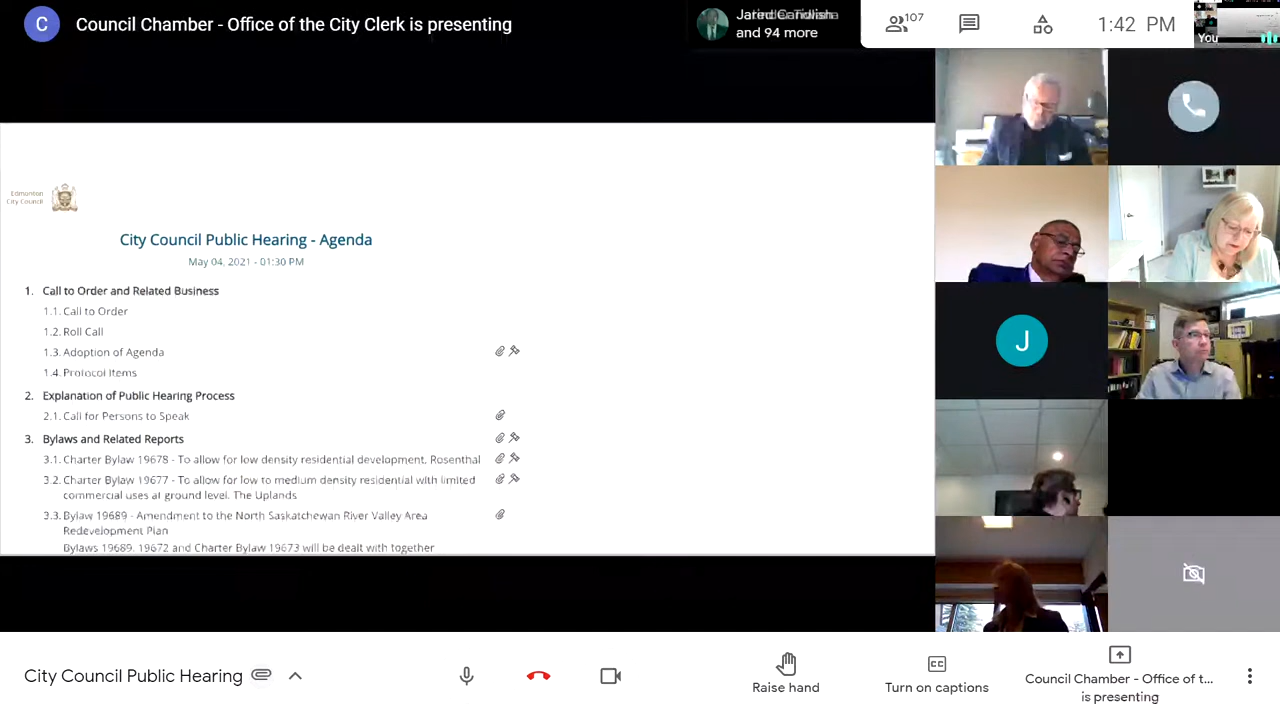 C
Council Chamber - Office of the City Clerk is presenting
and 94 more
107
1:42 PM
You
Edmonton
City Council
City Council Public Hearing - Agenda
May 04, 2021 - 01:30 PM
1. Call to Order and Related Business
1.1. Call to Order
1.2. Roll Call
1.3. Adoption of Agenda
1.4. Protocol Items
2. Explanation of Public Hearing Process
2.1. Call for Persons to Speak
3. Bylaws and Related Reports
3.1. Charter Bylaw 19678 - To allow for low density residential development, Rosenthal
3.2. Charter Bylaw 19677 - To allow for low to medium density residential with limited
commercial uses at ground level, The Uplands
3.3. Bylaw 19689 - Amendment to the North Saskatchewan River Valley Area
Redevelopment Plan
Bylaws 19689, 19672 and Charter Bylaw 19673 will be dealt with together
J
City Council Public Hearing
Raise hand
CC
Turn on captions
Council Chamber - Office of t...
is presenting